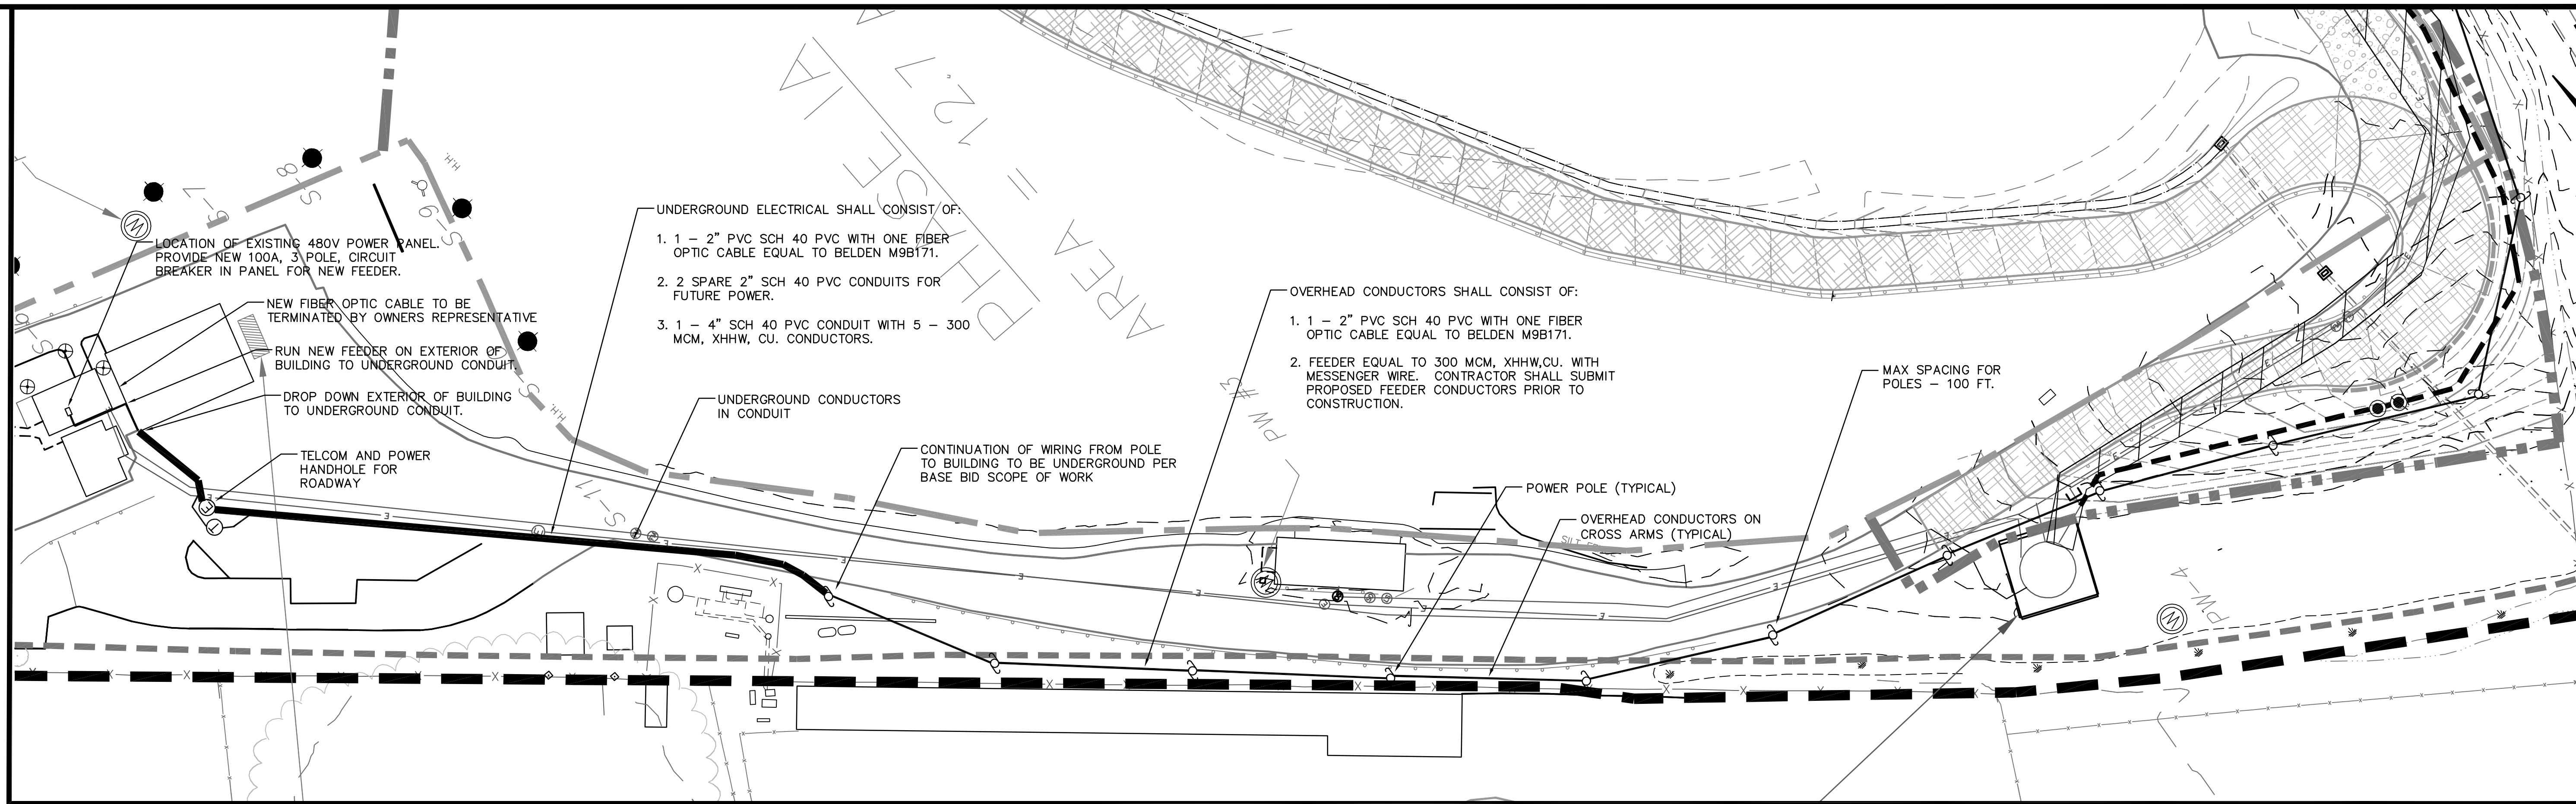 LOCATION OF EXISTING 480V POWER PANEL.
PROVIDE NEW 100A, 3 POLE, CIRCUIT
BREAKER IN PANEL FOR NEW FEEDER.
NEW FIBER OPTIC CABLE TO BE
TERMINATED BY OWNERS REPRESENTATIVE
RUN NEW FEEDER ON EXTERIOR OF
BUILDING TO UNDERGROUND CONDUIT.
DROP DOWN EXTERIOR OF BUILDING
TO UNDERGROUND CONDUIT.
TELCOM AND POWER
HANDHOLE FOR
ROADWAY
UNDERGROUND ELECTRICAL SHALL CONSIST OF:
1. 1 – 2" PVC SCH 40 PVC WITH ONE FIBER
OPTIC CABLE EQUAL TO BELDEN M9B171.
2. 2 SPARE 2" SCH 40 PVC CONDUITS FOR
FUTURE POWER.
3. 1 – 4" SCH 40 PVC CONDUIT WITH 5 – 300
MCM, XHHW, CU. CONDUCTORS.
UNDERGROUND CONDUCTORS
IN CONDUIT
CONTINUATION OF WIRING FROM POLE
TO BUILDING TO BE UNDERGROUND PER
BASE BID SCOPE OF WORK
OVERHEAD CONDUCTORS SHALL CONSIST OF:
1. 1 – 2" PVC SCH 40 PVC WITH ONE FIBER
OPTIC CABLE EQUAL TO BELDEN M9B171.
2. FEEDER EQUAL TO 300 MCM, XHHW,CU. WITH
MESSENGER WIRE. CONTRACTOR SHALL SUBMIT
PROPOSED FEEDER CONDUCTORS PRIOR TO
CONSTRUCTION.
POWER POLE (TYPICAL)
OVERHEAD CONDUCTORS ON
CROSS ARMS (TYPICAL)
MAX SPACING FOR
POLES – 100 FT.
AREA = 12.7
PW #3
S-7
S-8
S-9
S-11
H.H.
H.H.
E
T
E
E
E
E
E
E
W
W
W